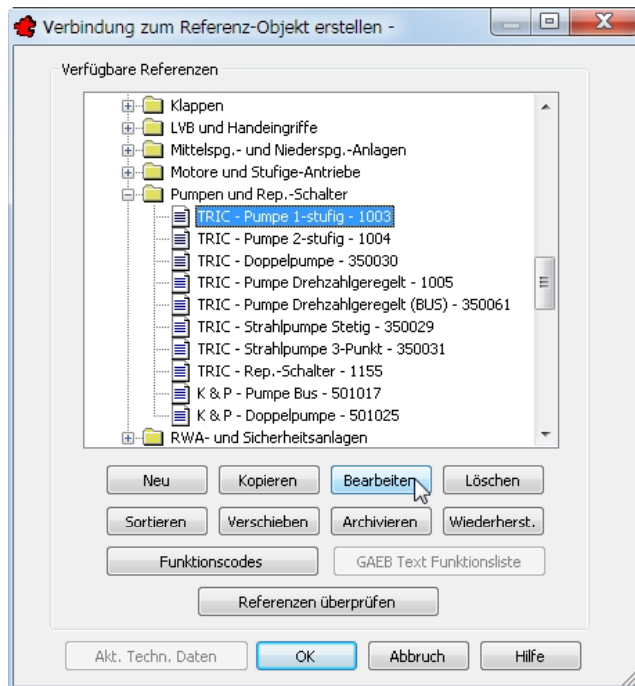 Verbindung zum Referenz-Objekt erstellen -
Verfügbare Referenzen
Klappen
LVB und Handeingriffe
Mittelspg.- und Niederspg.-Anlagen
Motore und Stufige-Antriebe
Pumpen und Rep.-Schalter
TRIC - Pumpe 1-stufig - 1003
TRIC - Pumpe 2-stufig - 1004
TRIC - Doppelpumpe - 350030
TRIC - Pumpe Drehzahlgeregelt - 1005
TRIC - Pumpe Drehzahlgeregelt (BUS) - 350061
TRIC - Strahlpumpe Stetig - 350029
TRIC - Strahlpumpe 3-Punkt - 350031
TRIC - Rep.-Schalter - 1155
K & P - Pumpe Bus - 501017
K & P - Doppelpumpe - 501025
RWA- und Sicherheitsanlagen
Neu Kopieren Bearbeiten Löschen
Sortieren Verschieben Archivieren Wiederherst.
Funktionscodes GAEB Text Funktionsliste
Referenzen überprüfen
Akt. Techn. Daten OK Abbruch Hilfe